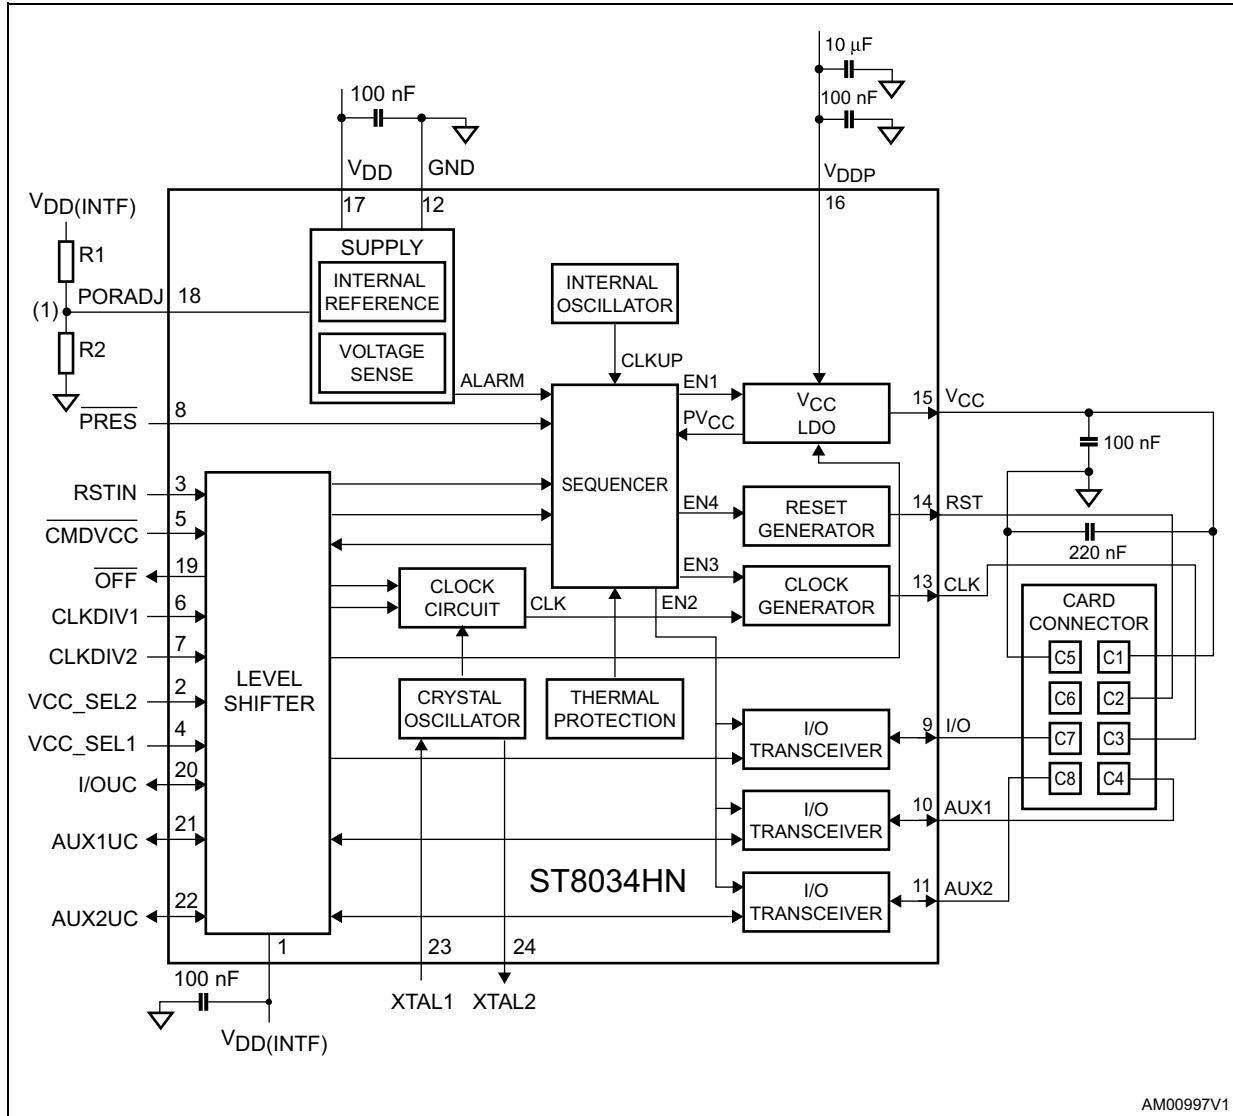 10 μF
100 nF
100 nF
VDD
GND
VDDP
17
12
16
VDD(INTF)
R1
SUPPLY
INTERNAL
REFERENCE
INTERNAL
OSCILLATOR
PORADJ
18
(1)
R2
VOLTAGE
SENSE
CLKUP
ALARM
EN1
VCC
LDO
15
VCC
PRES
8
PVCC
100 nF
SEQUENCER
RSTIN
3
EN4
RESET
GENERATOR
14
RST
CMDVCC
5
220 nF
OFF
19
EN3
CLOCK
CIRCUIT
CLK
EN2
CLOCK
GENERATOR
13
CLK
CARD
CONNECTOR
CLKDIV1
6
CLKDIV2
7
C5
C1
LEVEL
SHIFTER
VCC_SEL2
2
CRYSTAL
OSCILLATOR
THERMAL
PROTECTION
C6
C2
VCC_SEL1
4
I/O
TRANSCEIVER
9
I/O
C7
C3
I/OUC
20
C8
C4
AUX1UC
21
I/O
TRANSCEIVER
10
AUX1
ST8034HN
AUX2UC
22
I/O
TRANSCEIVER
11
AUX2
1
23
24
100 nF
XTAL1
XTAL2
VDD(INTF)
AM00997V1